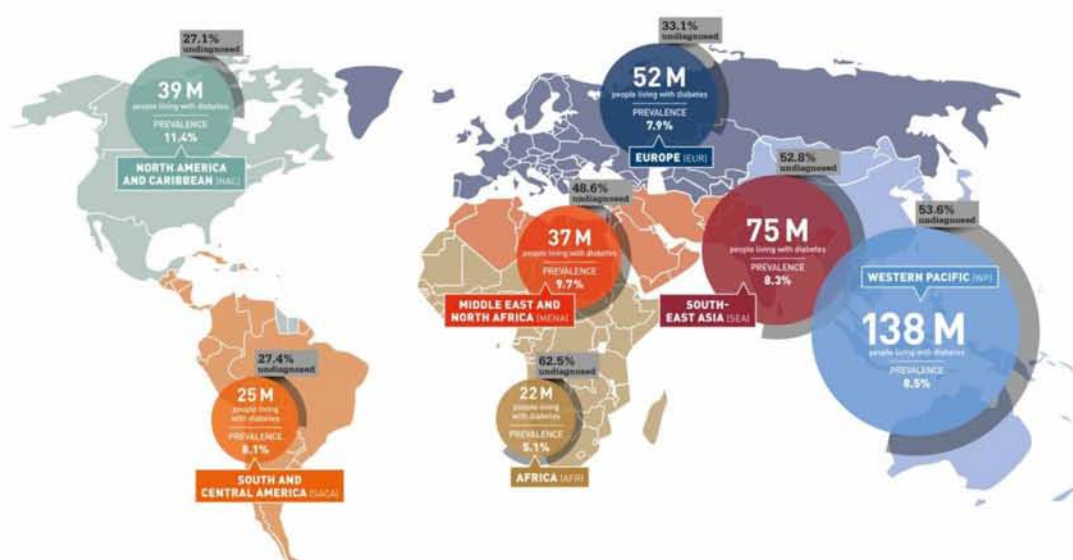 27.1%
undiagnosed
39 M
people living with diabetes
PREVALENCE
11.4%
NORTH AMERICA
AND CARIBBEAN (NAC)
33.1%
undiagnosed
52 M
people living with diabetes
PREVALENCE
7.9%
EUROPE (EUR)
48.6%
undiagnosed
37 M
people living with diabetes
PREVALENCE
9.7%
MIDDLE EAST AND
NORTH AFRICA (MENA)
52.8%
undiagnosed
75 M
people living with diabetes
PREVALENCE
8.3%
SOUTH-
EAST ASIA (SEA)
53.6%
undiagnosed
WESTERN PACIFIC (WP)
138 M
people living with diabetes
PREVALENCE
8.5%
27.4%
undiagnosed
25 M
people living
with diabetes
PREVALENCE
8.1%
SOUTH AND
CENTRAL AMERICA (SACA)
62.5%
undiagnosed
22 M
people living
with diabetes
PREVALENCE
5.1%
AFRICA (AFR)